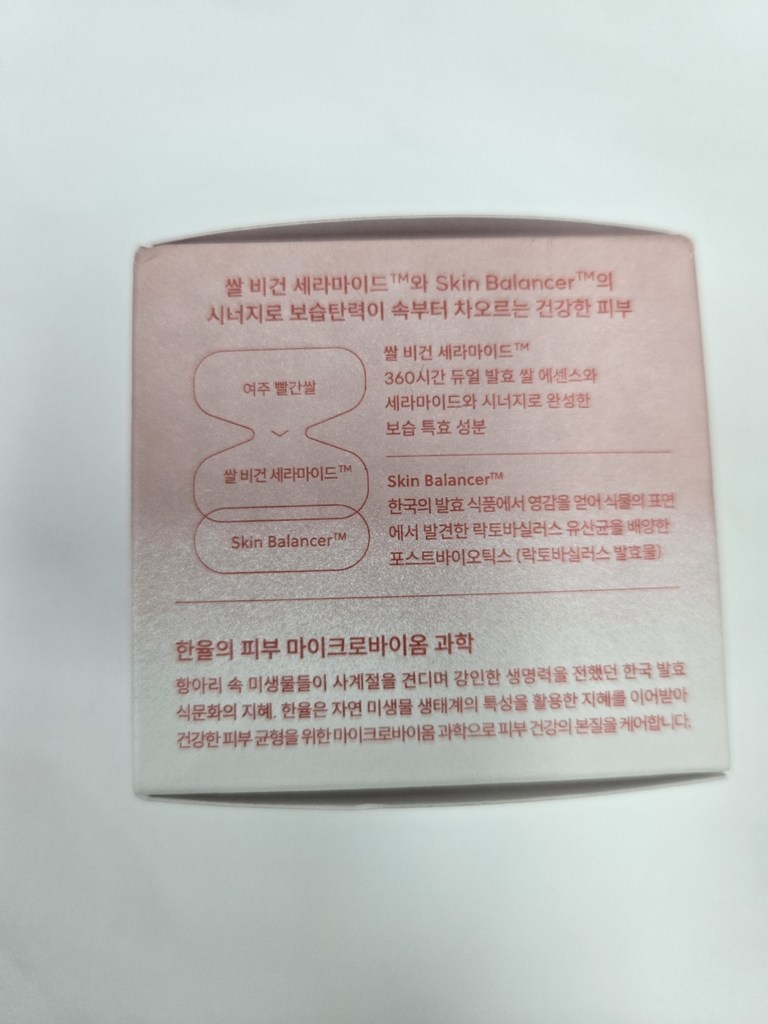 쌀 비건 세라마이드™와 Skin Balancer™의
시너지로 보습탄력이 속부터 차오르는 건강한 피부
여주 빨간쌀
쌀 비건 세라마이드™
Skin Balancer™
쌀 비건 세라마이드™
360시간 듀얼 발효 쌀 에센스와
세라마이드와 시너지로 완성한
보습 특효 성분
Skin Balancer™
한국의 발효 식품에서 영감을 얻어 식물의 표면
에서 발견한 락토바실러스 유산균을 배양한
포스트바이오틱스 (락토바실러스 발효물)
한율의 피부 마이크로바이옴 과학
항아리 속 미생물들이 사계절을 견디며 강인한 생명력을 전했던 한국 발효
식문화의 지혜. 한율은 자연 미생물 생태계의 특성을 활용한 지혜를 이어받아
건강한 피부 균형을 위한 마이크로바이옴 과학으로 피부 건강의 본질을 케어합니다.